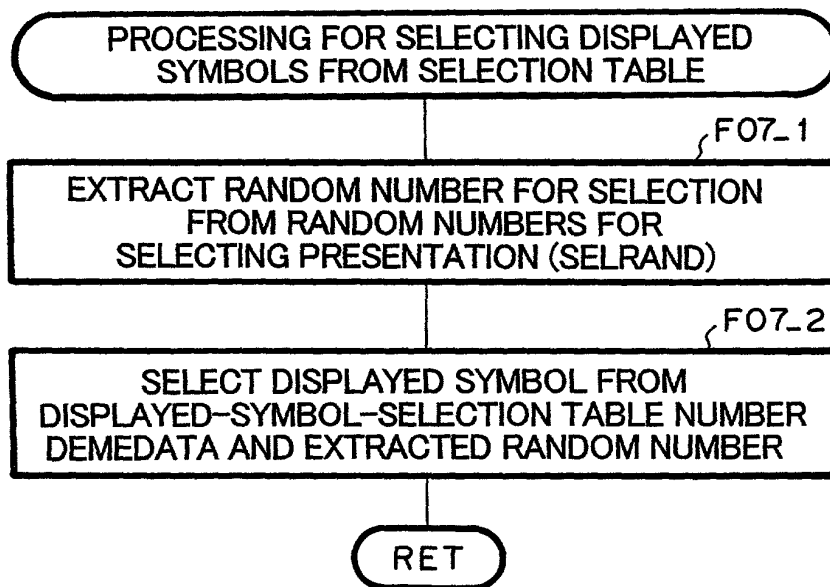 PROCESSING FOR SELECTING DISPLAYED
SYMBOLS FROM SELECTION TABLE
F07_1
EXTRACT RANDOM NUMBER FOR SELECTION
FROM RANDOM NUMBERS FOR
SELECTING PRESENTATION (SELRAND)
F07_2
SELECT DISPLAYED SYMBOL FROM
DISPLAYED-SYMBOL-SELECTION TABLE NUMBER
DEMEDATA AND EXTRACTED RANDOM NUMBER
RET